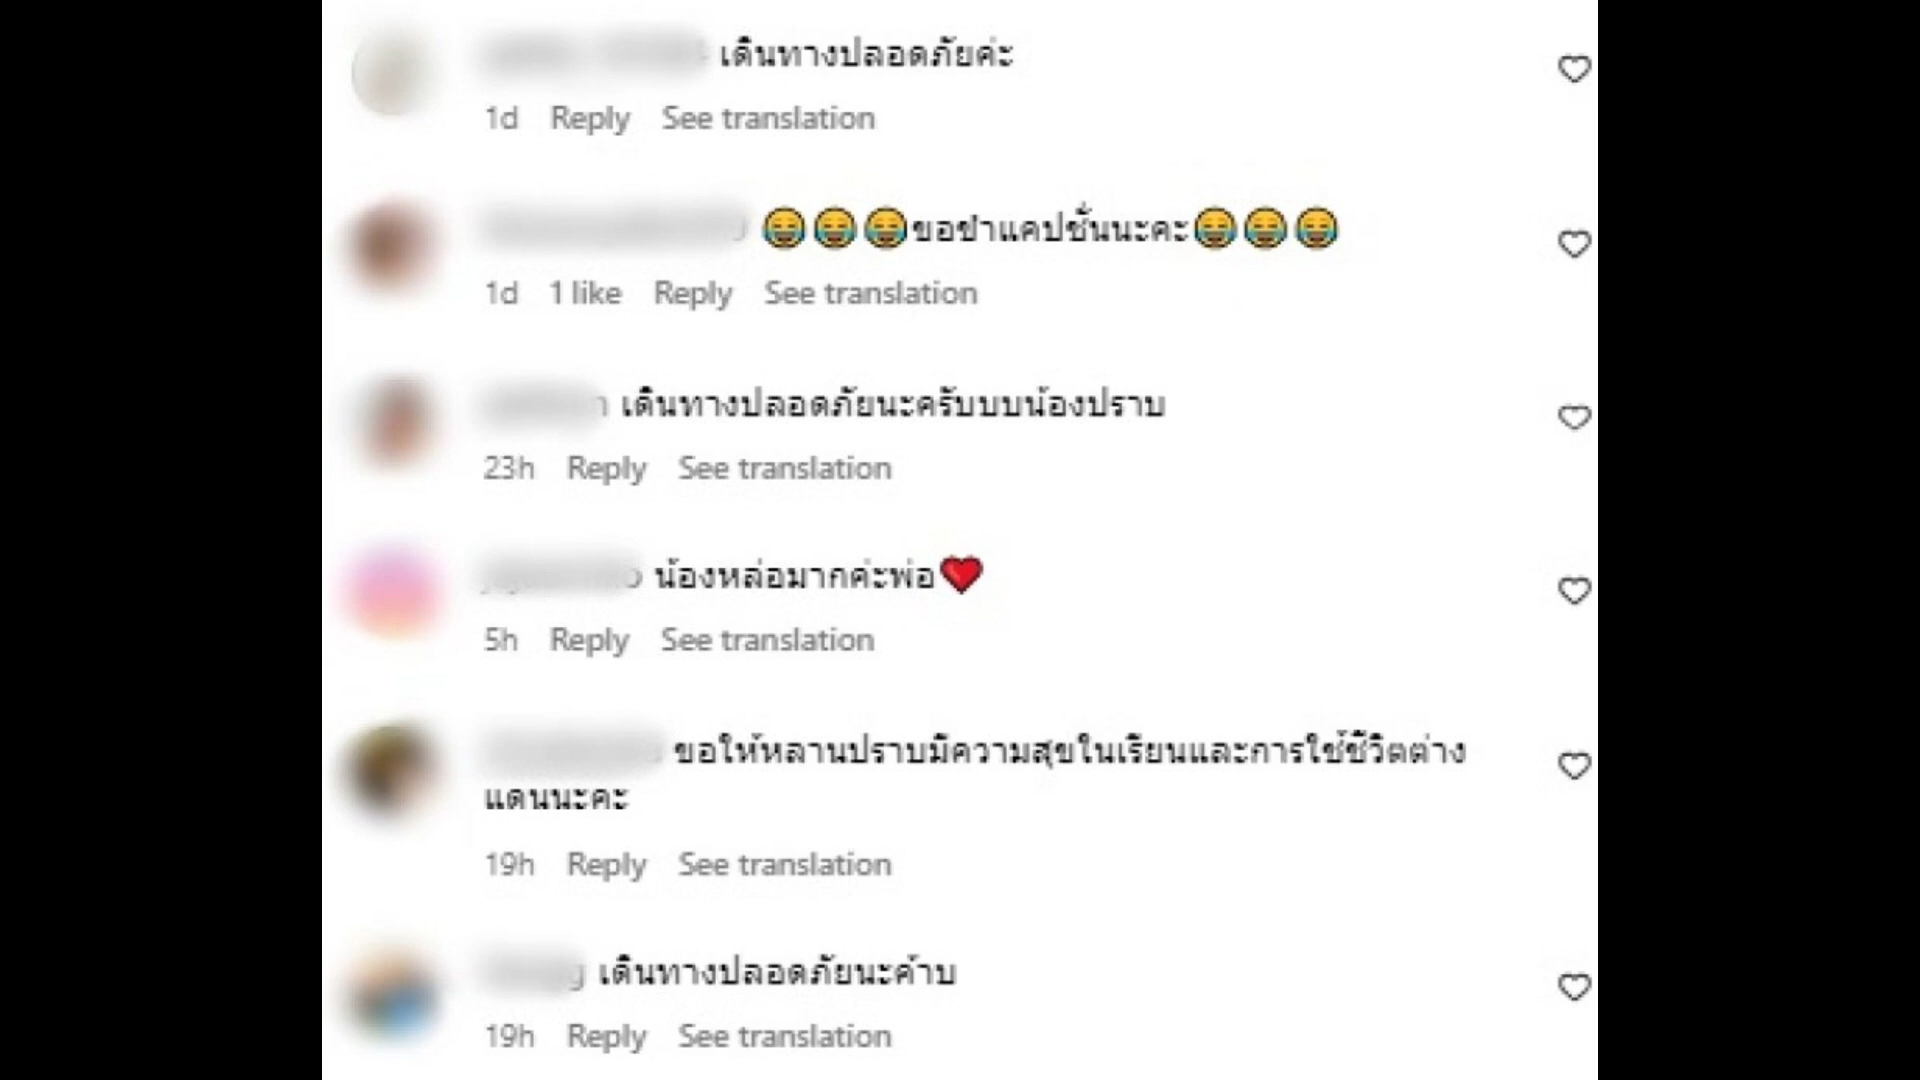 เดินทางปลอดภัยค่ะ
1d Reply See translation
😂😂😂ขอขำแคปชั่นนะคะ😂😂😂
1d 1 like Reply See translation
เดินทางปลอดภัยนะครับบบน้องปราบ
23h Reply See translation
น้องหล่อมากค่ะพ่อ❤️
5h Reply See translation
ขอให้หลานปราบมีความสุขในเรียนและการใช้ชีวิตต่าง
แดนนะคะ
19h Reply See translation
เดินทางปลอดภัยนะค้าบ
19h Reply See translation